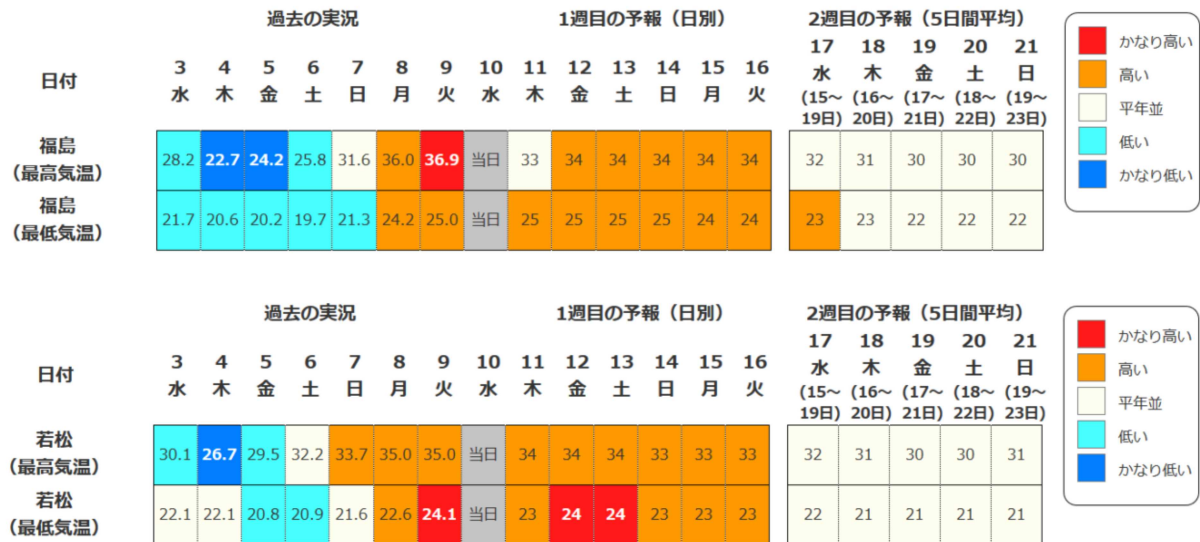 過去の実況 1週目の予報（日別） 2週目の予報（5日間平均）
日付 3 4 5 6 7 8 9 10 11 12 13 14 15 16 17 18 19 20 21
水 木 金 土 日 月 火 水 木 金 土 日 月 火 水 木 金 土 日
(15～19日) (16～20日) (17～21日) (18～22日) (19～23日)
福島（最高気温） 28.2 22.7 24.2 25.8 31.6 36.0 36.9 当日 33 34 34 34 34 34 32 31 30 30 30
福島（最低気温） 21.7 20.6 20.2 19.7 21.3 24.2 25.0 当日 25 25 25 25 24 24 23 23 22 22 22
かなり高い
高い
平年並
低い
かなり低い
過去の実況 1週目の予報（日別） 2週目の予報（5日間平均）
日付 3 4 5 6 7 8 9 10 11 12 13 14 15 16 17 18 19 20 21
水 木 金 土 日 月 火 水 木 金 土 日 月 火 水 木 金 土 日
(15～19日) (16～20日) (17～21日) (18～22日) (19～23日)
若松（最高気温） 30.1 26.7 29.5 32.2 33.7 35.0 35.0 当日 34 34 34 33 33 33 32 31 30 30 31
若松（最低気温） 22.1 22.1 20.8 20.9 21.6 22.6 24.1 当日 23 24 24 23 23 23 22 21 21 21 21
かなり高い
高い
平年並
低い
かなり低い